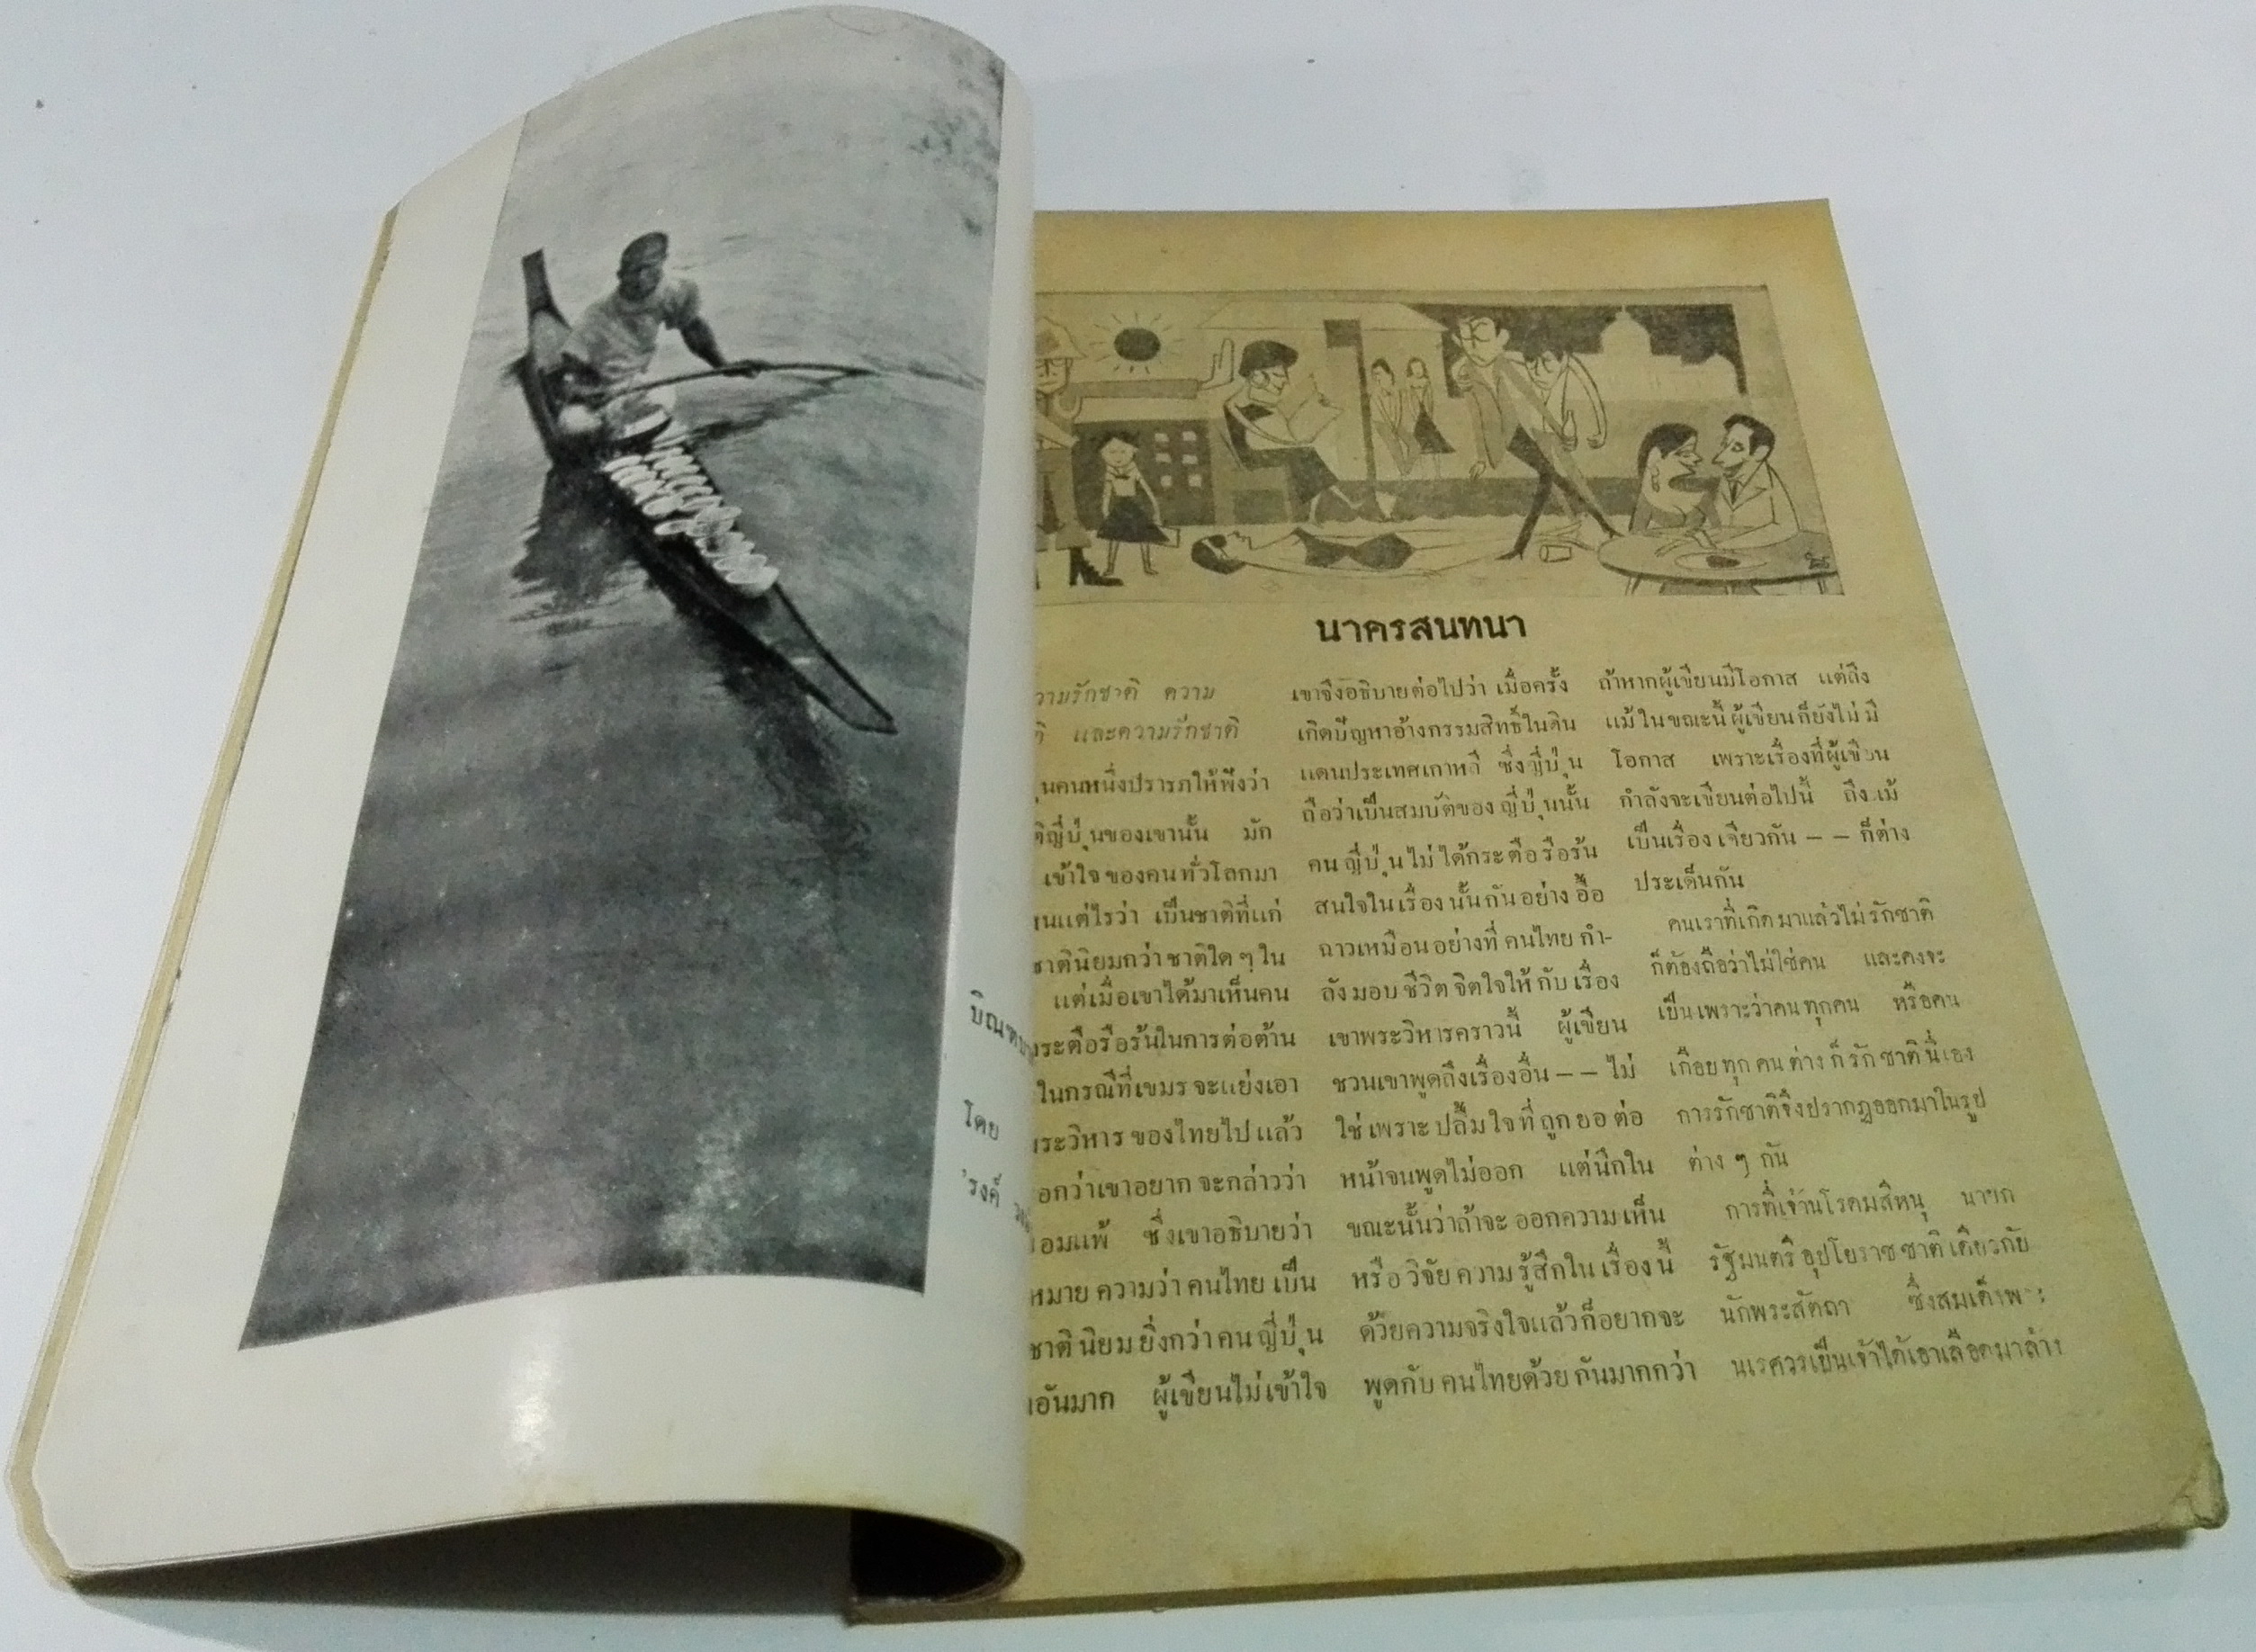 บิณฑบา
โดย
'รงค์ วง
นาครสนทนา
วามรักชาติ ความ
ติ และความรักชาติ
ุนคนหนึ่งปรารภให้ฟังว่า
ติญี่ปุ่นของเขานั้น มัก
เข้าใจของคนทั่วโลกมา
านแต่ไรว่า เป็นชาติที่แก่
ชาตินิยมกว่าชาติใด ๆ ใน
แต่เมื่อเขาได้มาเห็นคน
ระตือรือร้นในการต่อต้าน
ในกรณีที่เขมรจะแย่งเอา
ระวิหารของไทยไปแล้ว
อกว่าเขาอยากจะกล่าวว่า
อมแพ้ ซึ่งเขาอธิบายว่า
หมายความว่าคนไทยเป็น
ชาตินิยมยิ่งกว่าคนญี่ปุ่น
อันมาก ผู้เขียนไม่เข้าใจ
เขาจึงอธิบายต่อไปว่า เมื่อครั้ง
เกิดปัญหาอ้างกรรมสิทธิ์ในดิน
แดนประเทศเกาหลี ซึ่งญี่ปุ่น
ถือว่าเป็นสมบัติของญี่ปุ่นนั้น
คนญี่ปุ่นไม่ได้กระตือรือร้น
สนใจในเรื่องนั้นกันอย่างอื้อ
ฉาวเหมือนอย่างที่คนไทยกำ-
ลังมอบชีวิตจิตใจให้กับเรื่อง
เขาพระวิหารคราวนี้ ผู้เขียน
ชวนเขาพูดถึงเรื่องอื่น -- ไม่
ใช่เพราะปลื้มใจที่ถูกยอต่อ
หน้าจนพูดไม่ออก แต่นึกใน
ขณะนั้นว่าถ้าจะออกความเห็น
หรือวิจัยความรู้สึกในเรื่องนี้
ด้วยความจริงใจแล้วก็อยากจะ
พูดกับคนไทยด้วยกันมากกว่า
ถ้าหากผู้เขียนมีโอกาส แต่ถึง
แม้ในขณะนี้ผู้เขียนก็ยังไม่มี
โอกาส เพราะเรื่องที่ผู้เขียน
กำลังจะเขียนต่อไปนี้ ถึงแม้
เป็นเรื่องเดียวกัน -- ก็ต่าง
ประเด็นกัน
คนเราที่เกิดมาแล้วไม่รักชาติ
ก็ต้องถือว่าไม่ใช่คน และคงจะ
เป็นเพราะว่าคนทุกคน หรือคน
เกือบทุกคนต่างก็รักชาตินี่เอง
การรักชาติจึงปรากฏออกมาในรูป
ต่าง ๆ กัน
การที่เจ้านโรดมสีหนุ นายก
รัฐมนตรีอุปโยราชชาติเดียวกับ
นักพระสัตถา ซึ่งสมเด็จพระ
นเรศวรเป็นเจ้าได้เอาเลือดมาล้าง